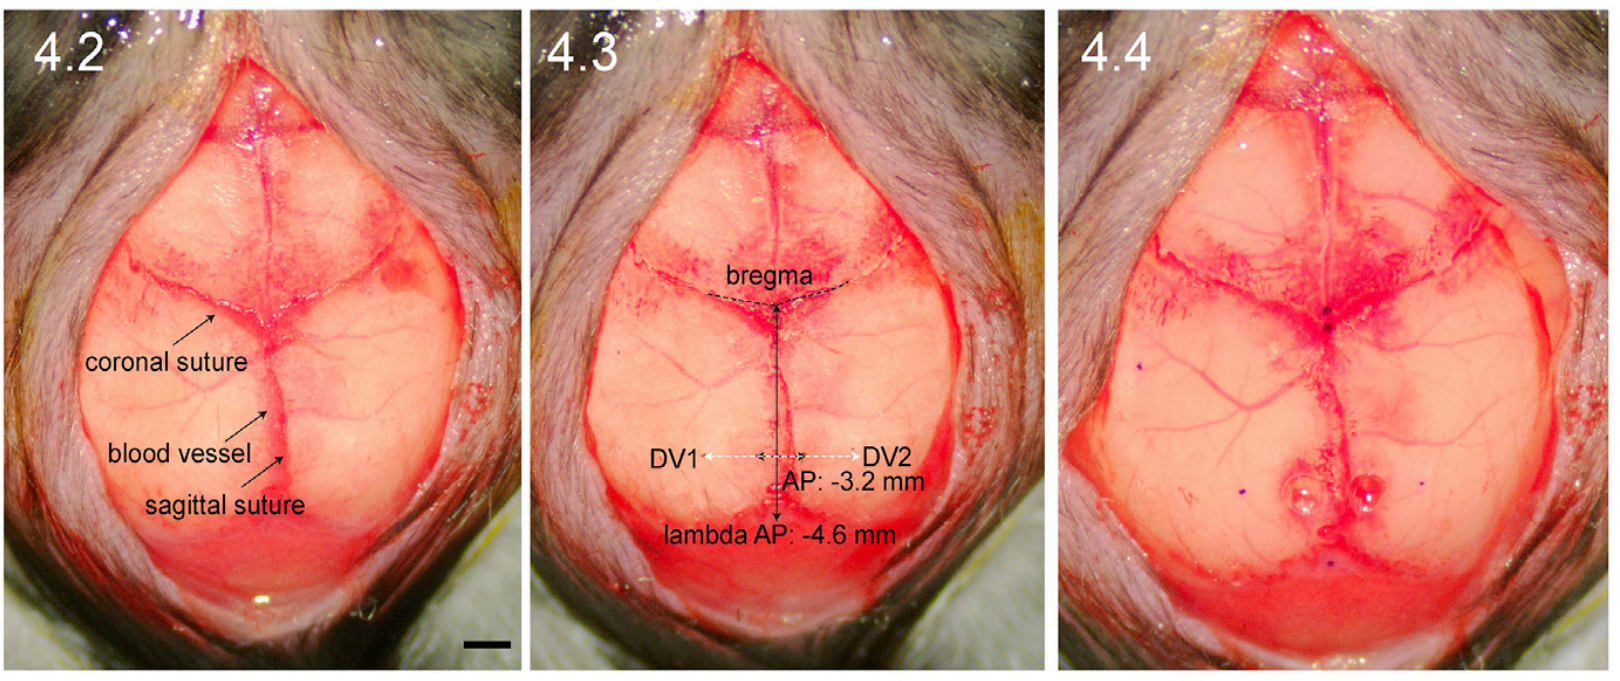 4.2
coronal suture
blood vessel
sagittal suture
4.3
bregma
DV1
DV2
AP: -3.2 mm
lambda AP: -4.6 mm
4.4